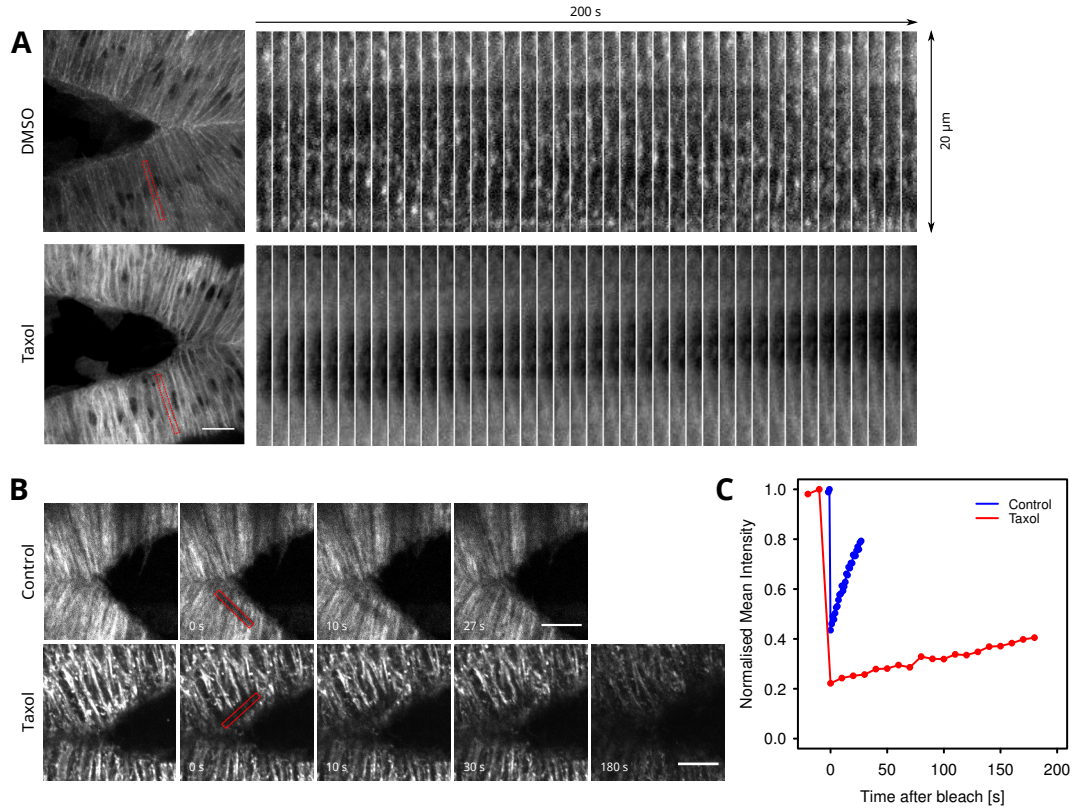 200 s
A
DMSO
20 μm
Taxol
B
Control
0 s
10 s
27 s
Taxol
0 s
10 s
30 s
180 s
C
Normalised Mean Intensity
1.0
0.8
0.6
0.4
0.2
0.0
Control
Taxol
0 50 100 150 200
Time after bleach [s]